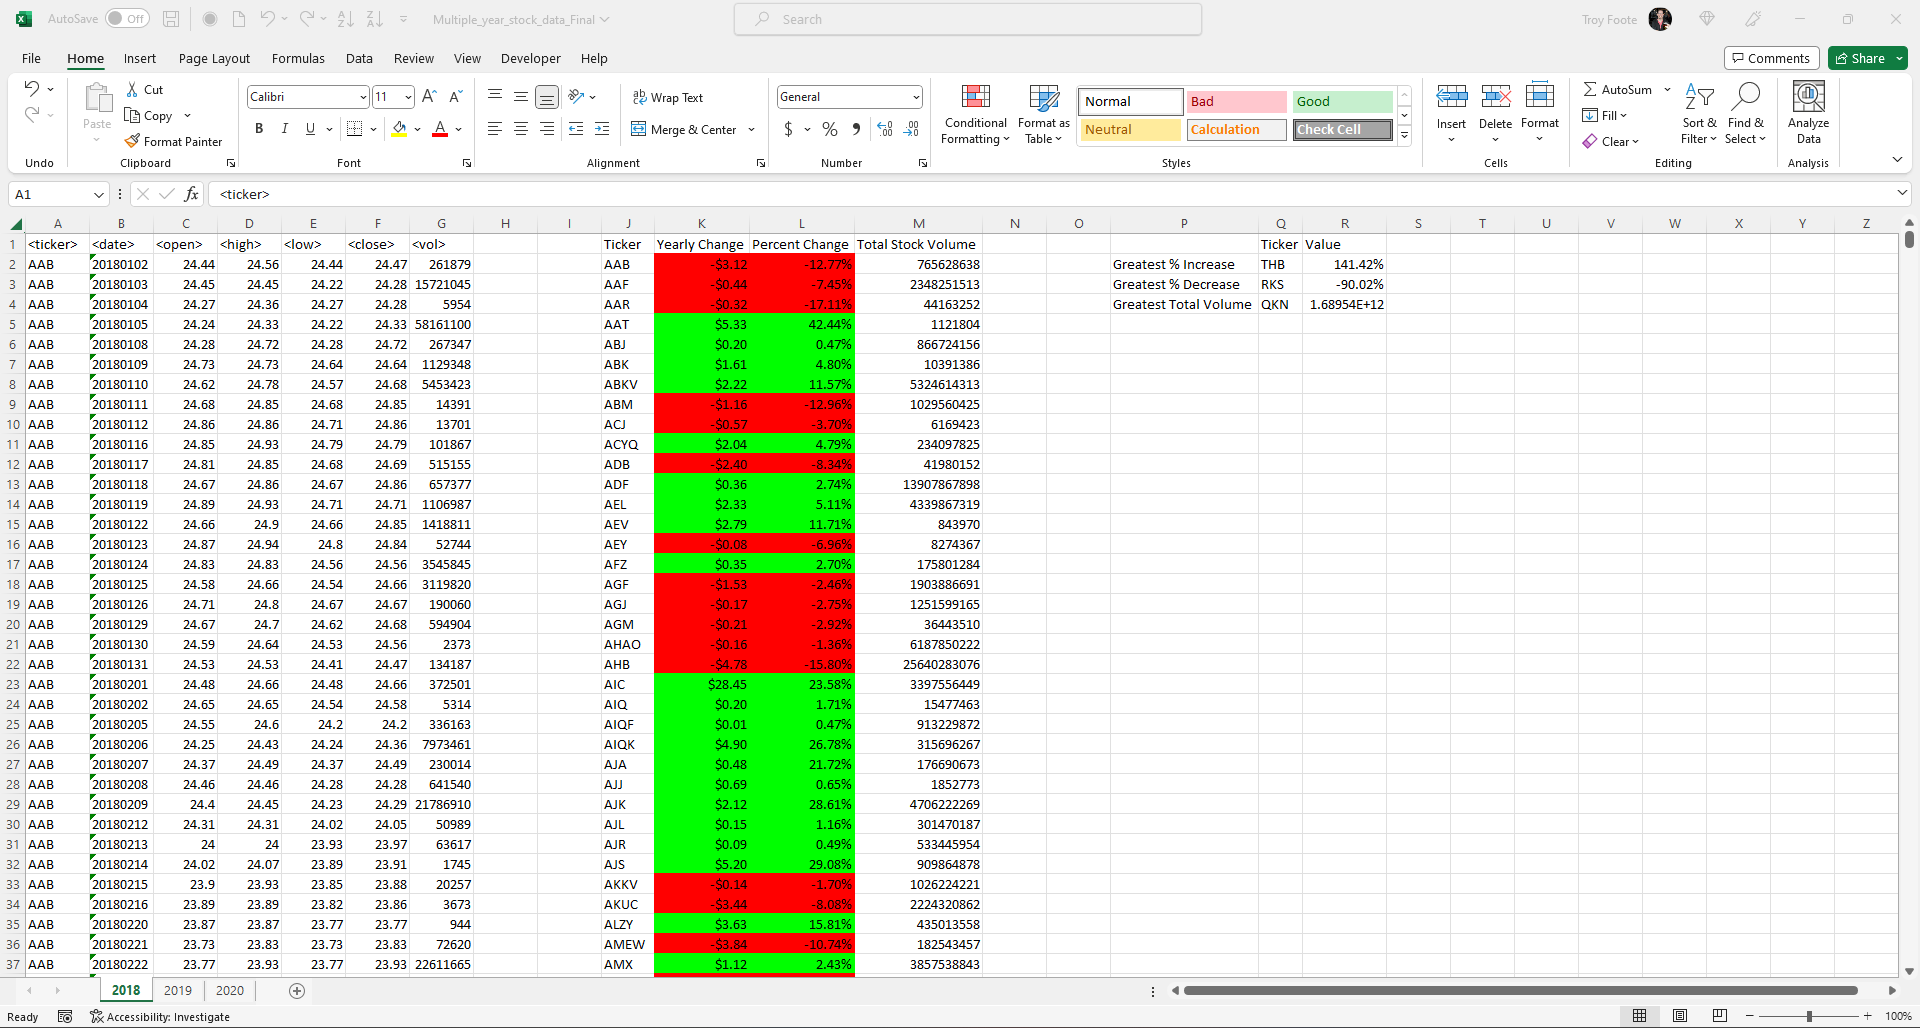 AutoSave Off Multiple_year_stock_data_Final Search Troy Foote
File Home Insert Page Layout Formulas Data Review View Developer Help Comments Share
Cut
Copy
Format Painter
Paste
Calibri 11
B I U A
Wrap Text
Merge & Center
General
$ % 9
Conditional Formatting
Format as Table
Normal Bad Good
Neutral Calculation Check Cell
Insert Delete Format
AutoSum
Fill
Clear
Sort & Filter
Find & Select
Analyze Data
Undo Clipboard Font Alignment Number Styles Cells Editing Analysis
A1 fx <ticker>
A B C D E F G H I J K L M N O P Q R S T U V W X Y Z
1 <ticker> <date> <open> <high> <low> <close> <vol> Ticker Yearly Change Percent Change Total Stock Volume Ticker Value
2 AAB 20180102 24.44 24.56 24.44 24.47 261879 AAB -$3.12 -12.77% 765628638 Greatest % Increase THB 141.42%
3 AAB 20180103 24.45 24.45 24.22 24.28 15721045 AAF -$0.44 -7.45% 2348251513 Greatest % Decrease RKS -90.02%
4 AAB 20180104 24.27 24.36 24.27 24.28 5954 AAR -$0.32 -17.11% 44163252 Greatest Total Volume QKN 1.68954E+12
5 AAB 20180105 24.24 24.33 24.22 24.33 58161100 AAT $5.33 42.44% 1121804
6 AAB 20180108 24.28 24.72 24.28 24.72 267347 ABJ $0.20 0.47% 866724156
7 AAB 20180109 24.73 24.73 24.64 24.64 1129348 ABK $1.61 4.80% 10391386
8 AAB 20180110 24.62 24.78 24.57 24.68 5453423 ABKV $2.22 11.57% 5324614313
9 AAB 20180111 24.68 24.85 24.68 24.85 14391 ABM -$1.16 -12.96% 1029560425
10 AAB 20180112 24.86 24.86 24.71 24.86 13701 ACJ -$0.57 -3.70% 6169423
11 AAB 20180116 24.85 24.93 24.79 24.79 101867 ACYQ $2.04 4.79% 234097825
12 AAB 20180117 24.81 24.85 24.68 24.69 515155 ADB -$2.40 -8.34% 41980152
13 AAB 20180118 24.67 24.86 24.67 24.86 657377 ADF $0.36 2.74% 13907867898
14 AAB 20180119 24.89 24.93 24.71 24.71 1106987 AEL $2.33 5.11% 4339867319
15 AAB 20180122 24.66 24.9 24.66 24.85 1418811 AEV $2.79 11.71% 843970
16 AAB 20180123 24.87 24.94 24.8 24.84 52744 AEY -$0.08 -6.96% 8274367
17 AAB 20180124 24.83 24.83 24.56 24.56 3545845 AFZ $0.35 2.70% 175801284
18 AAB 20180125 24.58 24.66 24.54 24.66 3119820 AGF -$1.53 -2.46% 1903886691
19 AAB 20180126 24.71 24.8 24.67 24.67 190060 AGJ -$0.17 -2.75% 1251599165
20 AAB 20180129 24.67 24.7 24.62 24.68 594904 AGM -$0.21 -2.92% 36443510
21 AAB 20180130 24.59 24.64 24.53 24.56 2373 AHAO -$0.16 -1.36% 6187850222
22 AAB 20180131 24.53 24.53 24.41 24.47 134187 AHB -$4.78 -15.80% 25640283076
23 AAB 20180201 24.48 24.66 24.48 24.66 372501 AIC $28.45 23.58% 3397556449
24 AAB 20180202 24.65 24.65 24.54 24.58 5314 AIQ $0.20 1.71% 15477463
25 AAB 20180205 24.55 24.6 24.2 24.2 336163 AIQF $0.01 0.47% 913229872
26 AAB 20180206 24.25 24.43 24.24 24.36 7973461 AIQK $4.90 26.78% 315696267
27 AAB 20180207 24.37 24.49 24.37 24.49 230014 AJA $0.48 21.72% 176690673
28 AAB 20180208 24.46 24.46 24.28 24.28 641540 AJJ $0.69 0.65% 1852773
29 AAB 20180209 24.4 24.45 24.23 24.29 21786910 AJK $2.12 28.61% 4706222269
30 AAB 20180212 24.31 24.31 24.02 24.05 50989 AJL $0.15 1.16% 301470187
31 AAB 20180213 24 24 23.93 23.97 63617 AJR $0.09 0.49% 533445954
32 AAB 20180214 24.02 24.07 23.89 23.91 1745 AJS $5.20 29.08% 909864878
33 AAB 20180215 23.9 23.93 23.85 23.88 20257 AKKV -$0.14 -1.70% 1026224221
34 AAB 20180216 23.89 23.89 23.82 23.86 3673 AKUC -$3.44 -8.08% 2224320862
35 AAB 20180220 23.87 23.87 23.77 23.77 944 ALZY $3.63 15.81% 435013558
36 AAB 20180221 23.73 23.83 23.73 23.83 72620 AMEW -$3.84 -10.74% 182543457
37 AAB 20180222 23.77 23.93 23.77 23.93 22611665 AMX $1.12 2.43% 3857538843
2018 2019 2020
Ready Accessibility: Investigate 100%